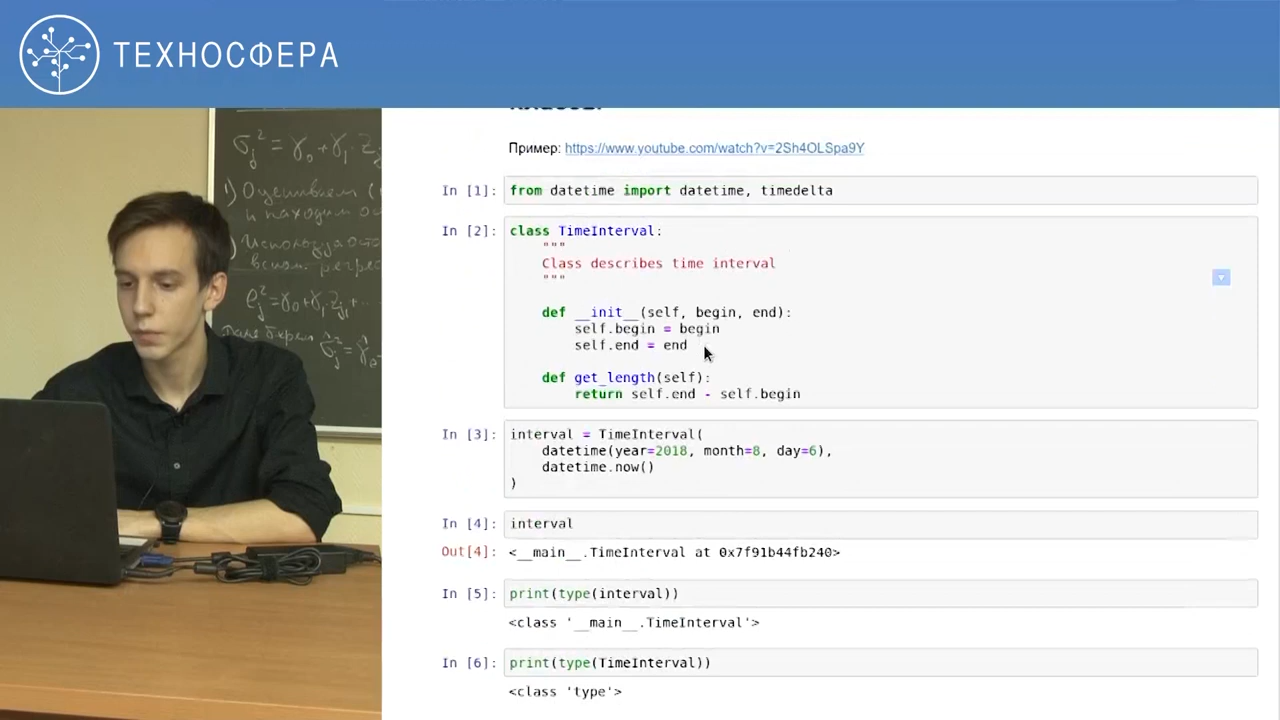 ТЕХНОСФЕРА
Пример: https://www.youtube.com/watch?v=2Sh4OLSpa9Y
In [1]: from datetime import datetime, timedelta
In [2]: class TimeInterval:
"""
Class describes time interval
"""
def __init__(self, begin, end):
self.begin = begin
self.end = end
def get_length(self):
return self.end - self.begin
In [3]: interval = TimeInterval(
datetime(year=2018, month=8, day=6),
datetime.now()
)
In [4]: interval
Out[4]: <__main__.TimeInterval at 0x7f91b44fb240>
In [5]: print(type(interval))
<class '__main__.TimeInterval'>
In [6]: print(type(TimeInterval))
<class 'type'>
1) Оцениваем
и находим
2)